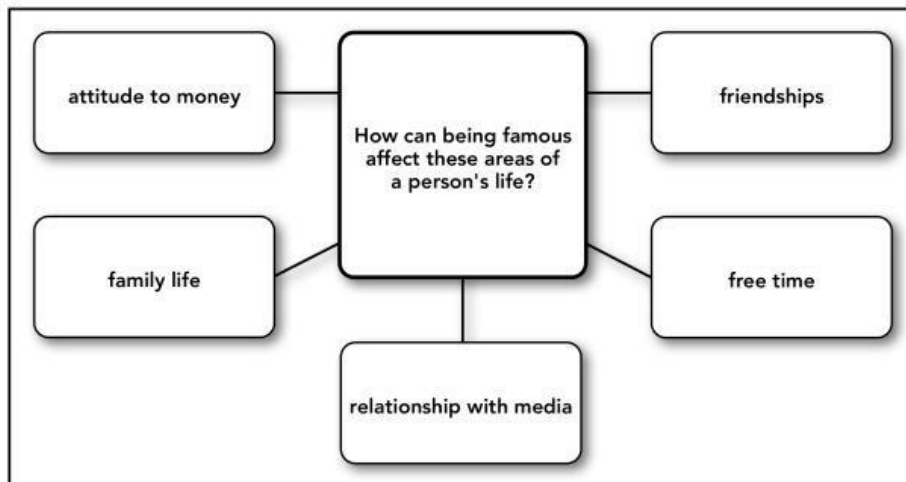 attitude to money
How can being famous
affect these areas of
a person's life?
friendships
family life
free time
relationship with media